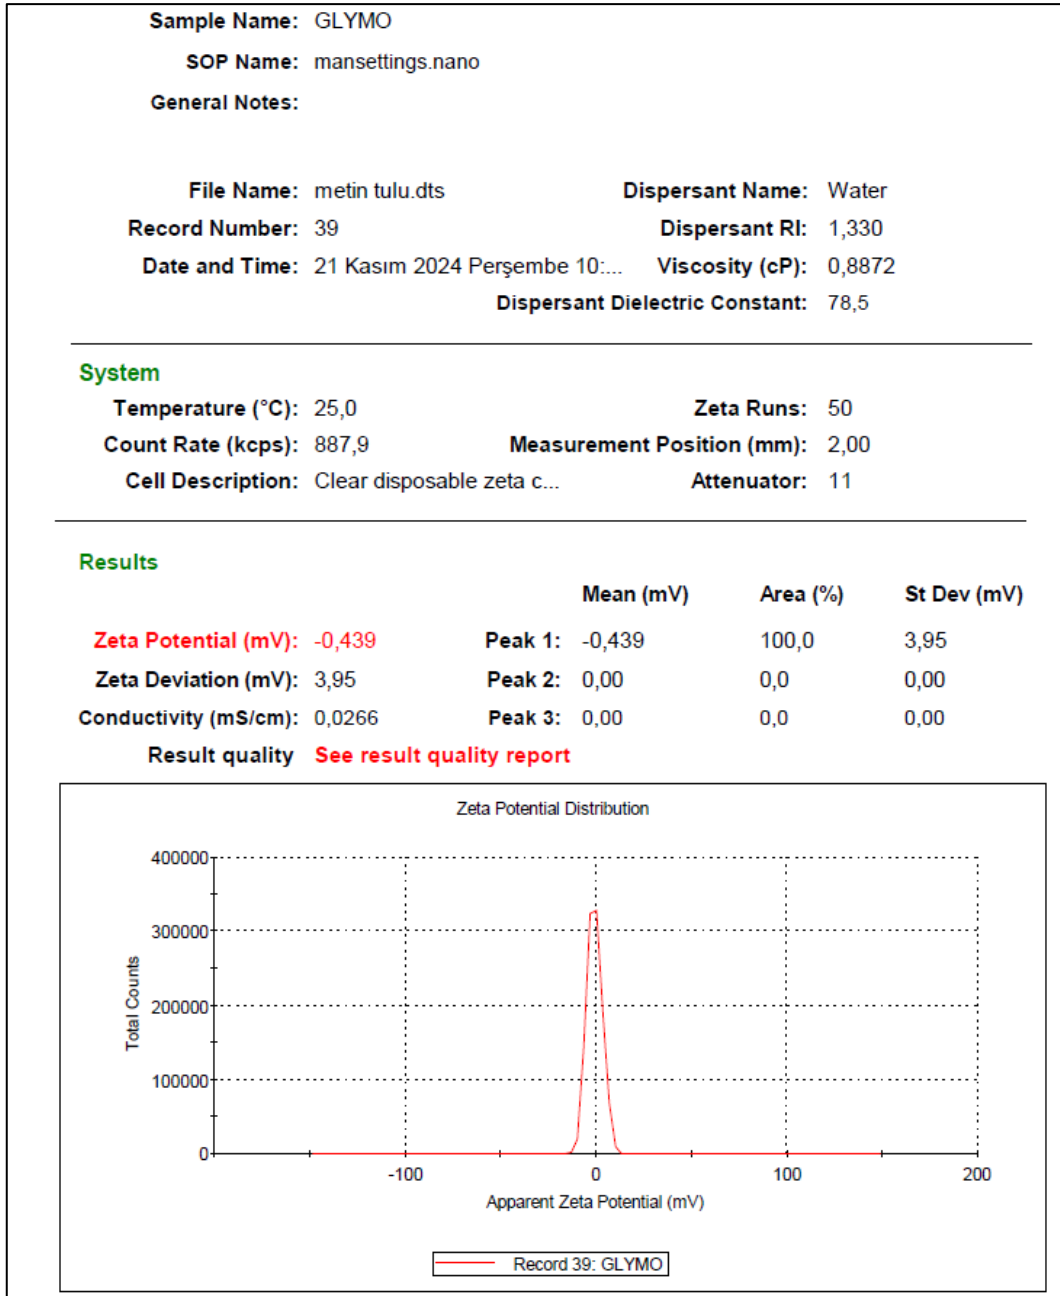 Sample Name: GLYMO
SOP Name: mansettings.nano
General Notes:
File Name: metin tulu.dts Dispersant Name: Water
Record Number: 39 Dispersant RI: 1,330
Date and Time: 21 Kasım 2024 Perşembe 10:... Viscosity (cP): 0,8872
Dispersant Dielectric Constant: 78,5
System
Temperature (°C): 25,0 Zeta Runs: 50
Count Rate (kcps): 887,9 Measurement Position (mm): 2,00
Cell Description: Clear disposable zeta c... Attenuator: 11
Results
Mean (mV) Area (%) St Dev (mV)
Zeta Potential (mV): -0,439 Peak 1: -0,439 100,0 3,95
Zeta Deviation (mV): 3,95 Peak 2: 0,00 0,0 0,00
Conductivity (mS/cm): 0,0266 Peak 3: 0,00 0,0 0,00
Result quality See result quality report
Zeta Potential Distribution
400000
300000
200000
100000
0
Total Counts
-100 0 100 200
Apparent Zeta Potential (mV)
Record 39: GLYMO